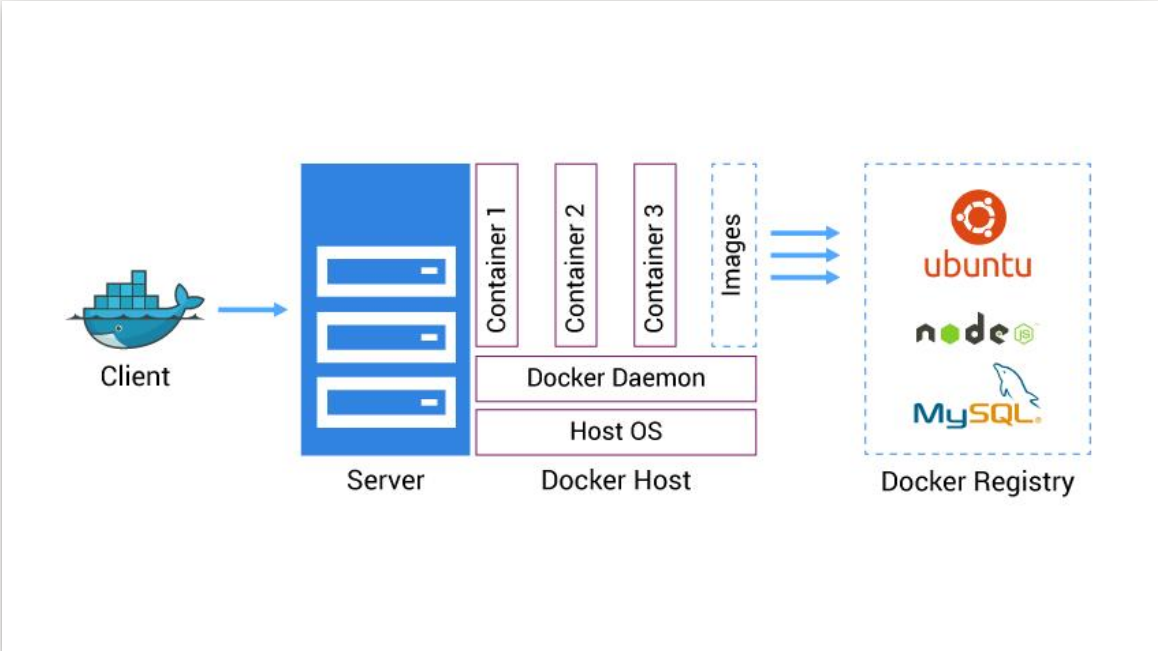 Client
Server
Container 1
Container 2
Container 3
Images
Docker Daemon
Host OS
Docker Host
ubuntu
node
JS
MySQL®
Docker Registry